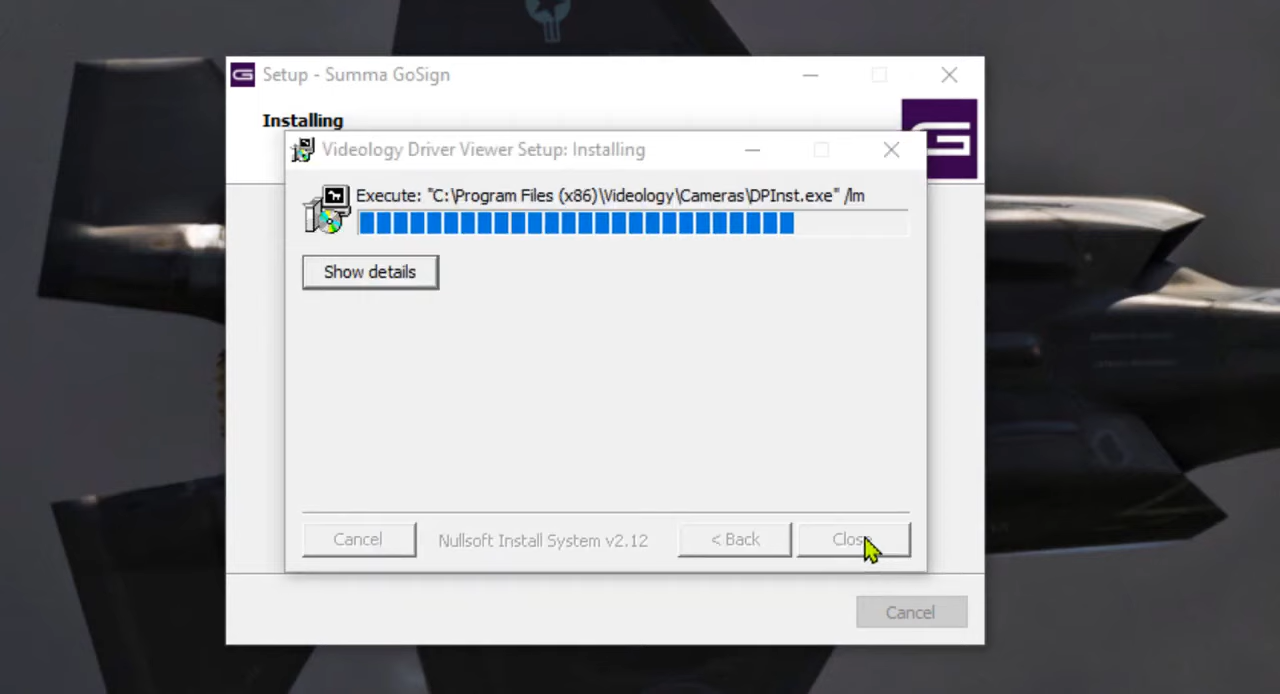 Setup - Summa GoSign
Installing
Videology Driver Viewer Setup: Installing
Execute: "C:\Program Files (x86)\Videology\Cameras\DPInst.exe" /lm
Show details
Cancel
Nullsoft Install System v2.12
< Back
Close
Cancel